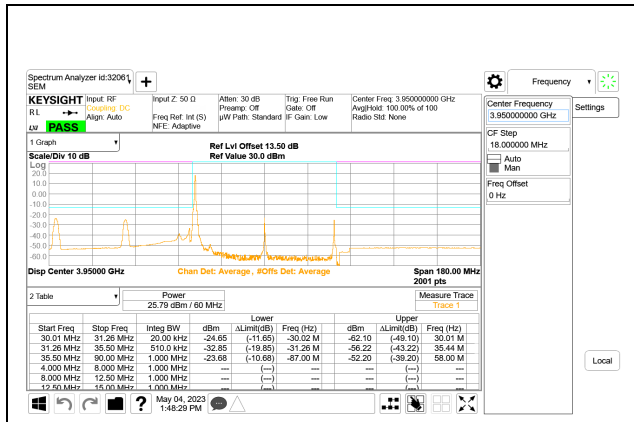 Spectrum Analyzer id:32061
SEM
Frequency
KEYSIGHT
R L
PASS
Input: RF
Coupling: DC
Align: Auto
Input Z: 50 Ω
Freq Ref: Int (S)
NFE: Adaptive
Atten: 30 dB
Preamp: Off
µW Path: Standard
Trig: Free Run
Gate: Off
IF Gain: Low
Center Freq: 3.950000000 GHz
Avg|Hold: 100.00% of 100
Radio Std: None
Center Frequency
3.950000000 GHz
Settings
CF Step
18.000000 MHz
Auto
Man
Freq Offset
0 Hz
Local
1 Graph
Scale/Div 10 dB
Ref Lvl Offset 13.50 dB
Ref Value 30.0 dBm
Log
20.0
10.0
0.00
-10.0
-20.0
-30.0
-40.0
-50.0
-60.0
Disp Center 3.95000 GHz
Chan Det: Average , #Offs Det: Average
Span 180.00 MHz
2001 pts
2 Table
Power
25.79 dBm / 60 MHz
Measure Trace
Trace 1
Lower Upper
Start Freq Stop Freq Integ BW dBm ΔLimit(dB) Freq (Hz) dBm ΔLimit(dB) Freq (Hz)
30.01 MHz 31.26 MHz 20.00 kHz -24.65 (-11.65) -30.02 M -62.10 (-49.10) 30.01 M
31.26 MHz 35.50 MHz 510.0 kHz -32.85 (-19.85) -31.26 M -56.22 (-43.22) 35.44 M
35.50 MHz 90.00 MHz 1.000 MHz -23.68 (-10.68) -87.00 M -52.20 (-39.20) 58.00 M
4.000 MHz 8.000 MHz 1.000 MHz --- (---) --- (---)
8.000 MHz 12.50 MHz 1.000 MHz --- (---) --- (---)
12.50 MHz 15.00 MHz 1.000 MHz --- (---) --- (---)
?
May 04, 2023
1:48:29 PM